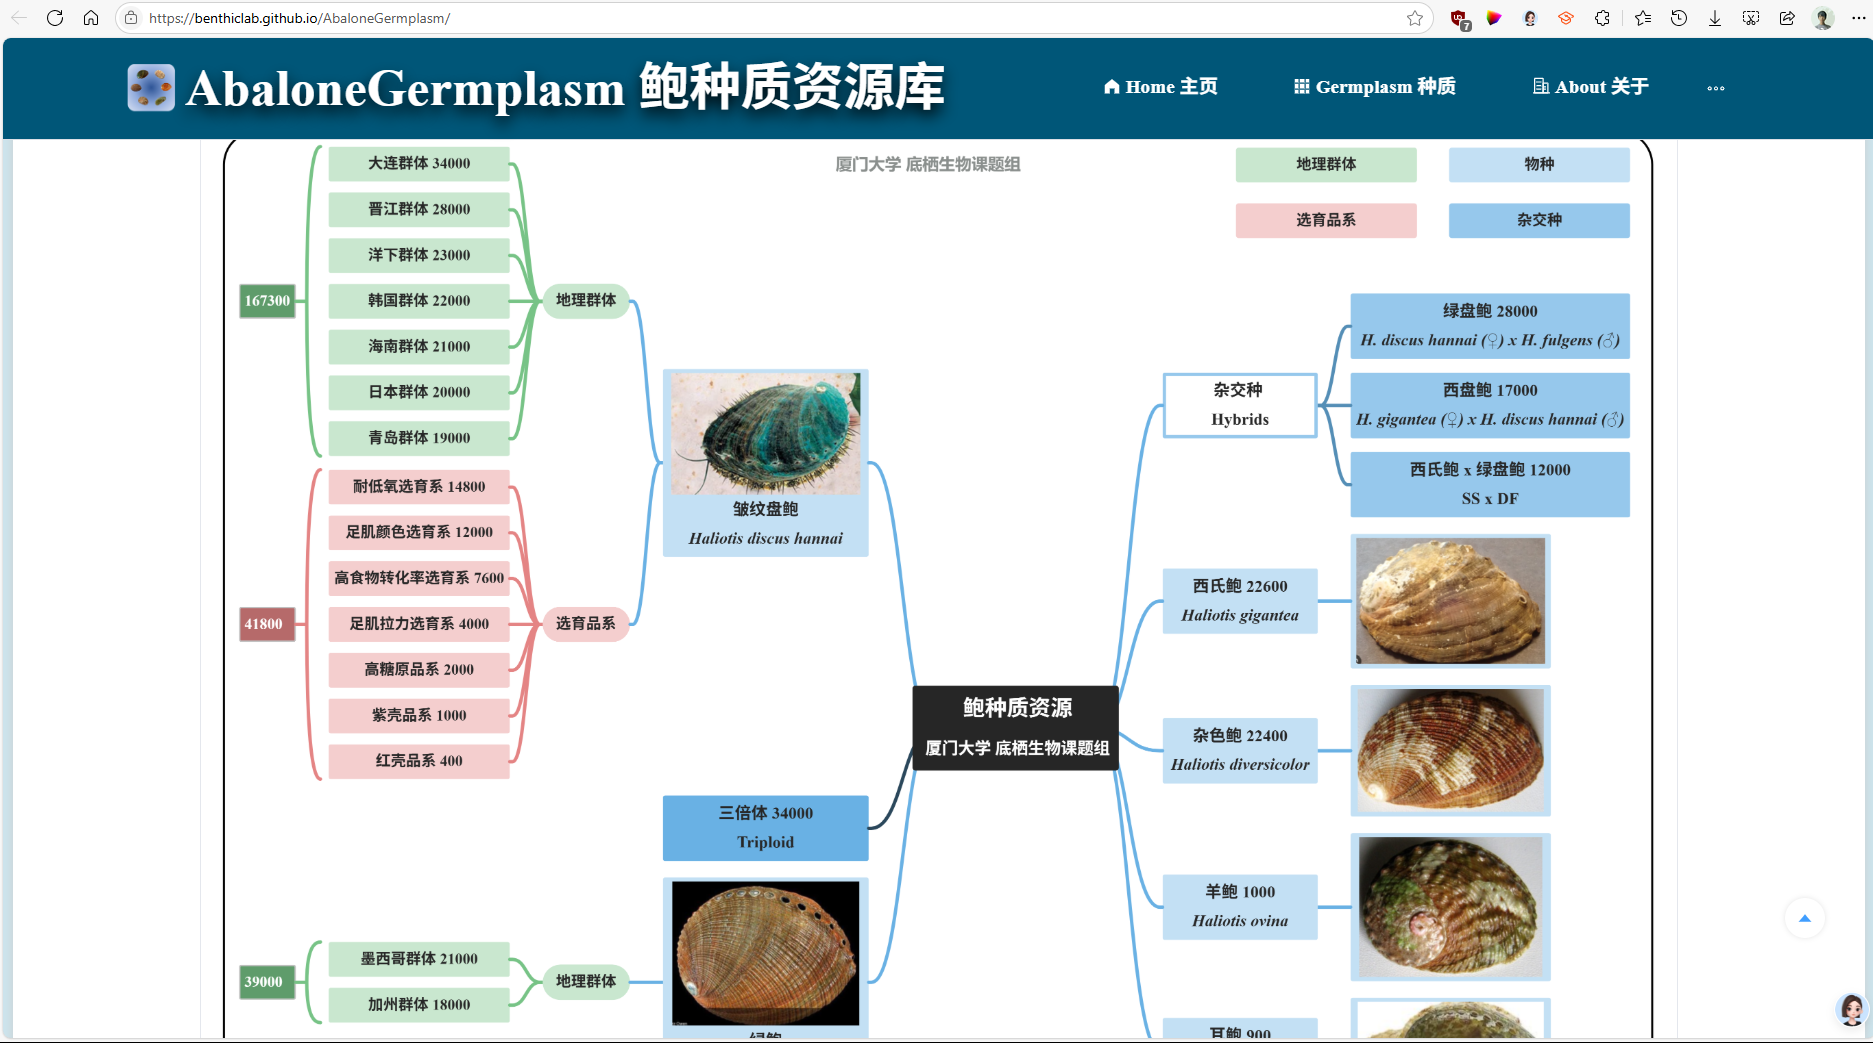 https://benthiclab.github.io/AbaloneGermplasm/
7
AbaloneGermplasm 鲍种质资源库
Home 主页
Germplasm 种质
About 关于
厦门大学 底栖生物课题组
地理群体
物种
选育品系
杂交种
167300
大连群体 34000
晋江群体 28000
洋下群体 23000
韩国群体 22000
海南群体 21000
日本群体 20000
青岛群体 19000
地理群体
41800
耐低氧选育系 14800
足肌颜色选育系 12000
高食物转化率选育系 7600
足肌拉力选育系 4000
高糖原品系 2000
紫壳品系 1000
红壳品系 400
选育品系
皱纹盘鲍
Haliotis discus hannai
鲍种质资源
厦门大学 底栖生物课题组
三倍体 34000
Triploid
39000
墨西哥群体 21000
加州群体 18000
地理群体
绿鲍
杂交种
Hybrids
绿盘鲍 28000
H. discus hannai (♀) x H. fulgens (♂)
西盘鲍 17000
H. gigantea (♀) x H. discus hannai (♂)
西氏鲍 x 绿盘鲍 12000
SS x DF
西氏鲍 22600
Haliotis gigantea
杂色鲍 22400
Haliotis diversicolor
羊鲍 1000
Haliotis ovina
耳鲍 900